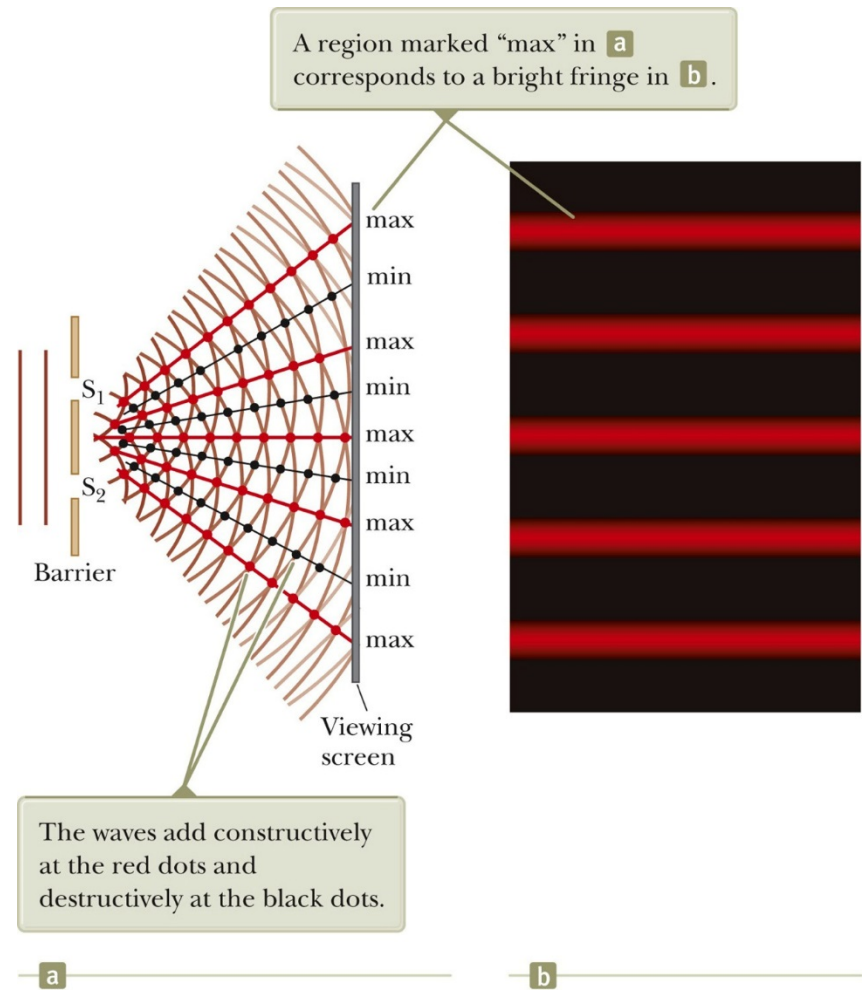 A region marked “max” in a
corresponds to a bright fringe in b.
max
min
max
S1
min
max
S2
min
max
Barrier
min
max
Viewing
screen
The waves add constructively
at the red dots and
destructively at the black dots.
a
b